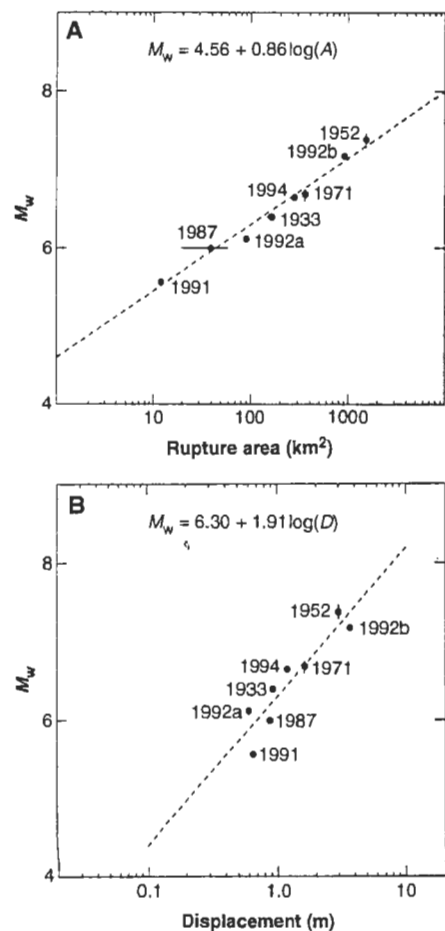 A
M_w = 4.56 + 0.86log(A)
8
6
4
M_w
1952
1992b
1994
1971
1987
1933
1992a
1991
10 100 1000
Rupture area (km²)
B
M_w = 6.30 + 1.91log(D)
8
6
4
M_w
1952
1992b
1994
1971
1933
1992a
1987
1991
0.1 1.0 10
Displacement (m)